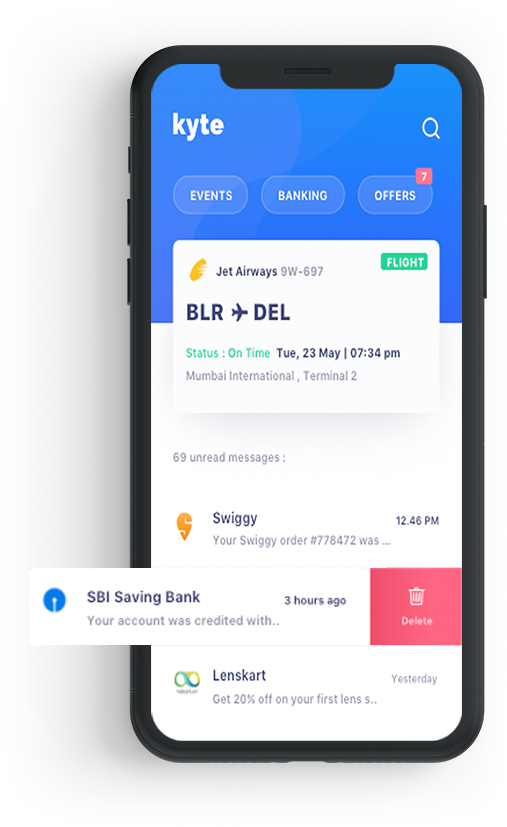 kyte
7
EVENTS BANKING OFFERS
Jet Airways 9W-697 FLIGHT
BLR ✈ DEL
Status : On Time Tue, 23 May | 07:34 pm
Mumbai International , Terminal 2
69 unread messages :
Swiggy 12.46 PM
Your Swiggy order #778472 was ...
SBI Saving Bank 3 hours ago
Your account was credited with..
Delete
Lenskart Yesterday
Get 20% off on your first lens s..